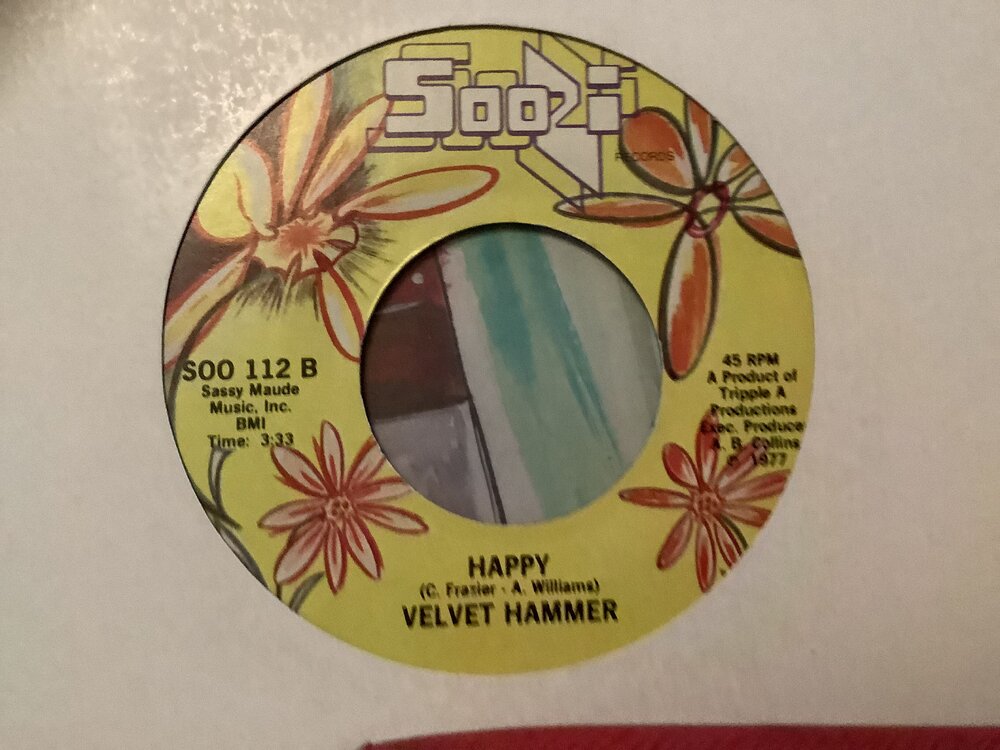 Soozi
RECORDS
SOO 112 B
Sassy Maude
Music, Inc.
BMI
Time: 3:33
45 RPM
A Product of
Tripple A
Productions
Exec. Produce
A. B. Collins
© 1977
HAPPY
(C. Frasier - A. Williams)
VELVET HAMMER